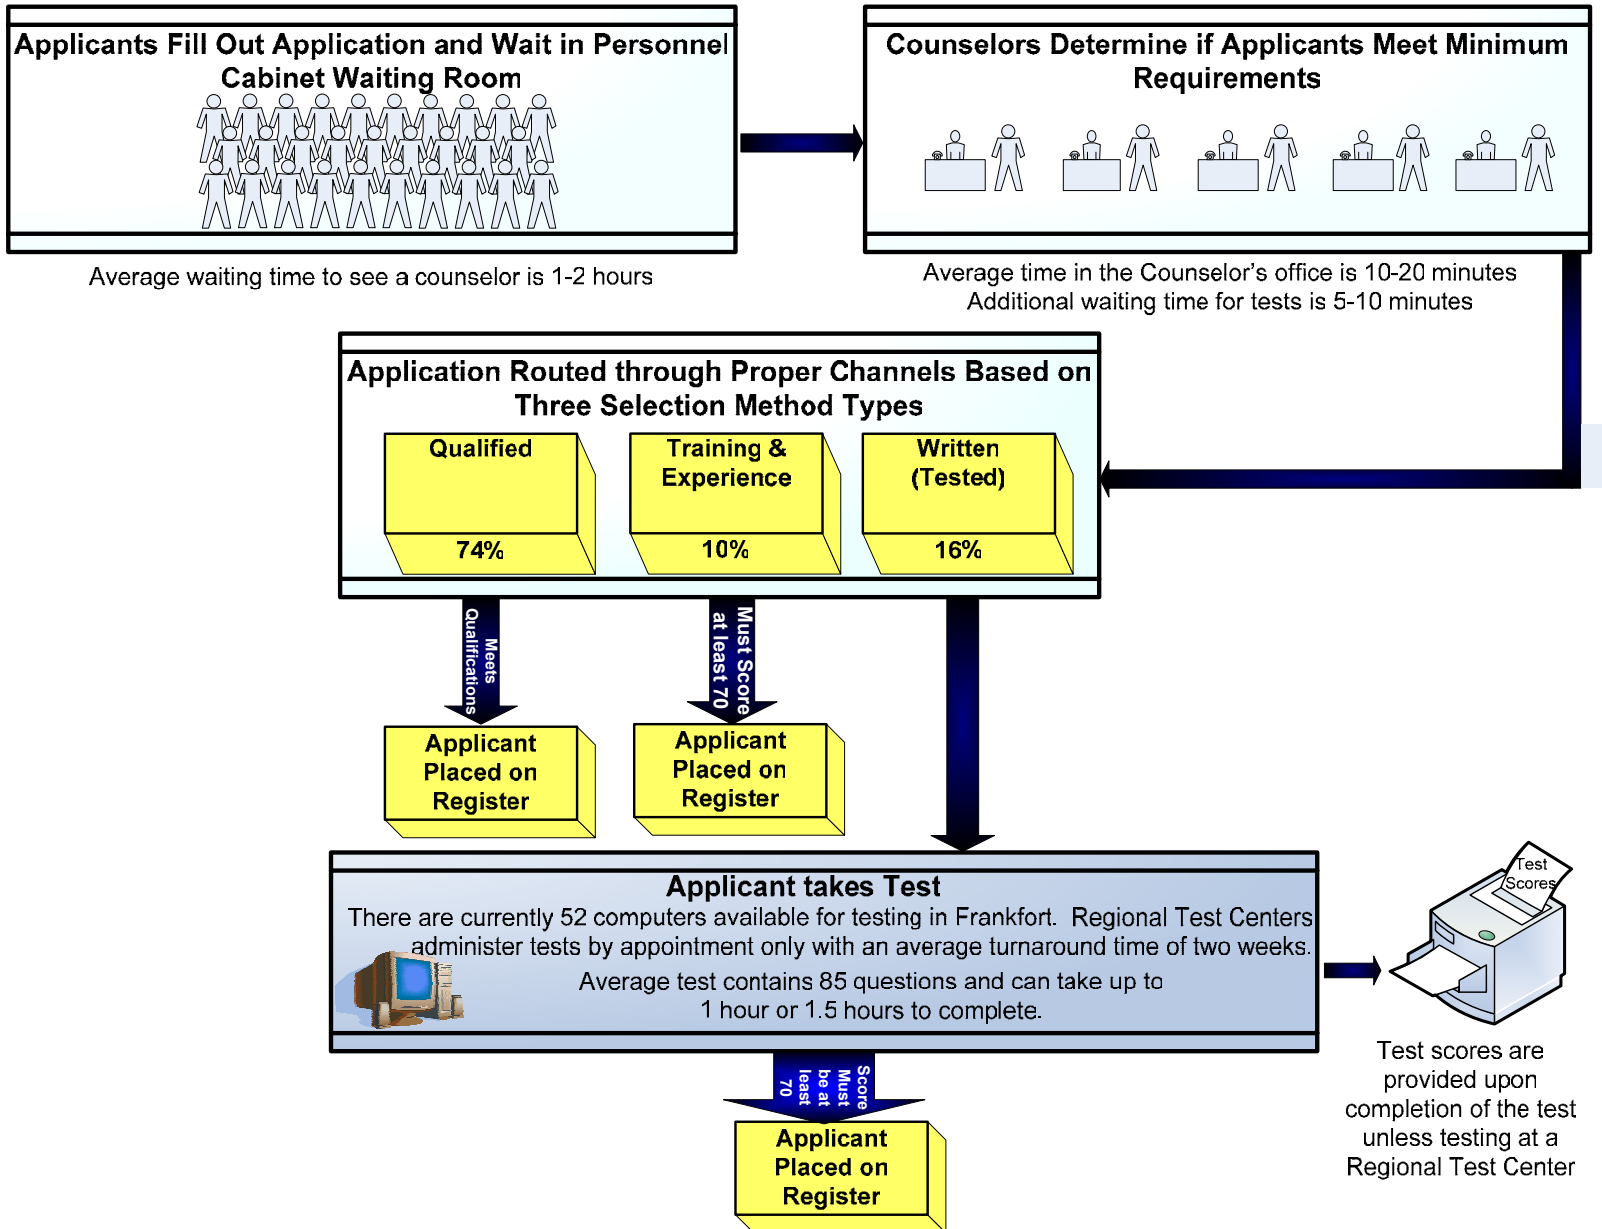 Applicants Fill Out Application and Wait in Personnel
Cabinet Waiting Room
Average waiting time to see a counselor is 1-2 hours
Counselors Determine if Applicants Meet Minimum
Requirements
Average time in the Counselor's office is 10-20 minutes
Additional waiting time for tests is 5-10 minutes
Application Routed through Proper Channels Based on
Three Selection Method Types
Qualified
74%
Training &
Experience
10%
Written
(Tested)
16%
Meets
Qualifications
Must Score
at least 70
Applicant
Placed on
Register
Applicant
Placed on
Register
Applicant takes Test
There are currently 52 computers available for testing in Frankfort. Regional Test Centers
administer tests by appointment only with an average turnaround time of two weeks.
Average test contains 85 questions and can take up to
1 hour or 1.5 hours to complete.
Test
Scores
Test scores are
provided upon
completion of the test
unless testing at a
Regional Test Center
Score
Must
be at
least
70
Applicant
Placed on
Register